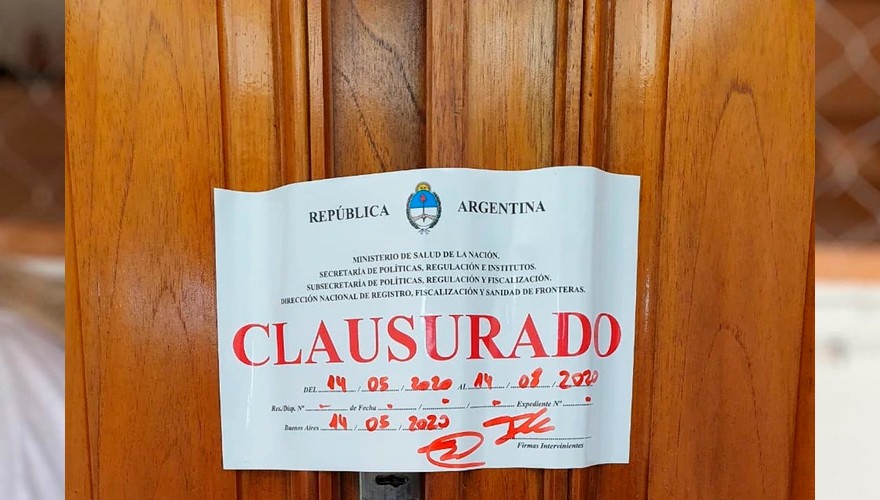 REPÚBLICA ARGENTINA
MINISTERIO DE SALUD DE LA NACIÓN.
SECRETARÍA DE POLÍTICAS, REGULACIÓN E INSTITUTOS.
SUBSECRETARÍA DE POLÍTICAS, REGULACIÓN Y FISCALIZACIÓN.
DIRECCIÓN NACIONAL DE REGISTRO, FISCALIZACIÓN Y SANIDAD DE FRONTERAS.
CLAUSURADO
DEL 14 / 05 / 2020 AL 14 / 08 / 2020
Res/Disp. Nº - de Fecha - / - / - Expediente Nº -
Buenos Aires 14 / 05 / 2020
Firmas Intervinientes